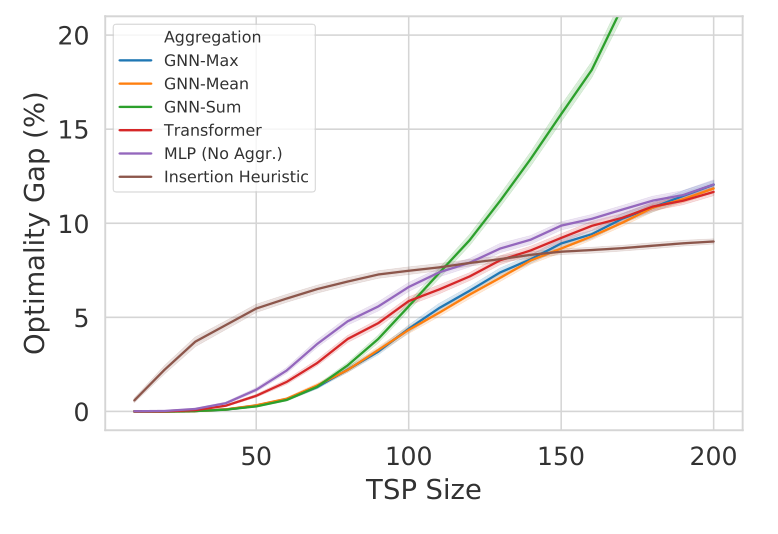 20
15
10
5
0
Optimality Gap (%)
Aggregation
GNN-Max
GNN-Mean
GNN-Sum
Transformer
MLP (No Aggr.)
Insertion Heuristic
50
100
150
200
TSP Size